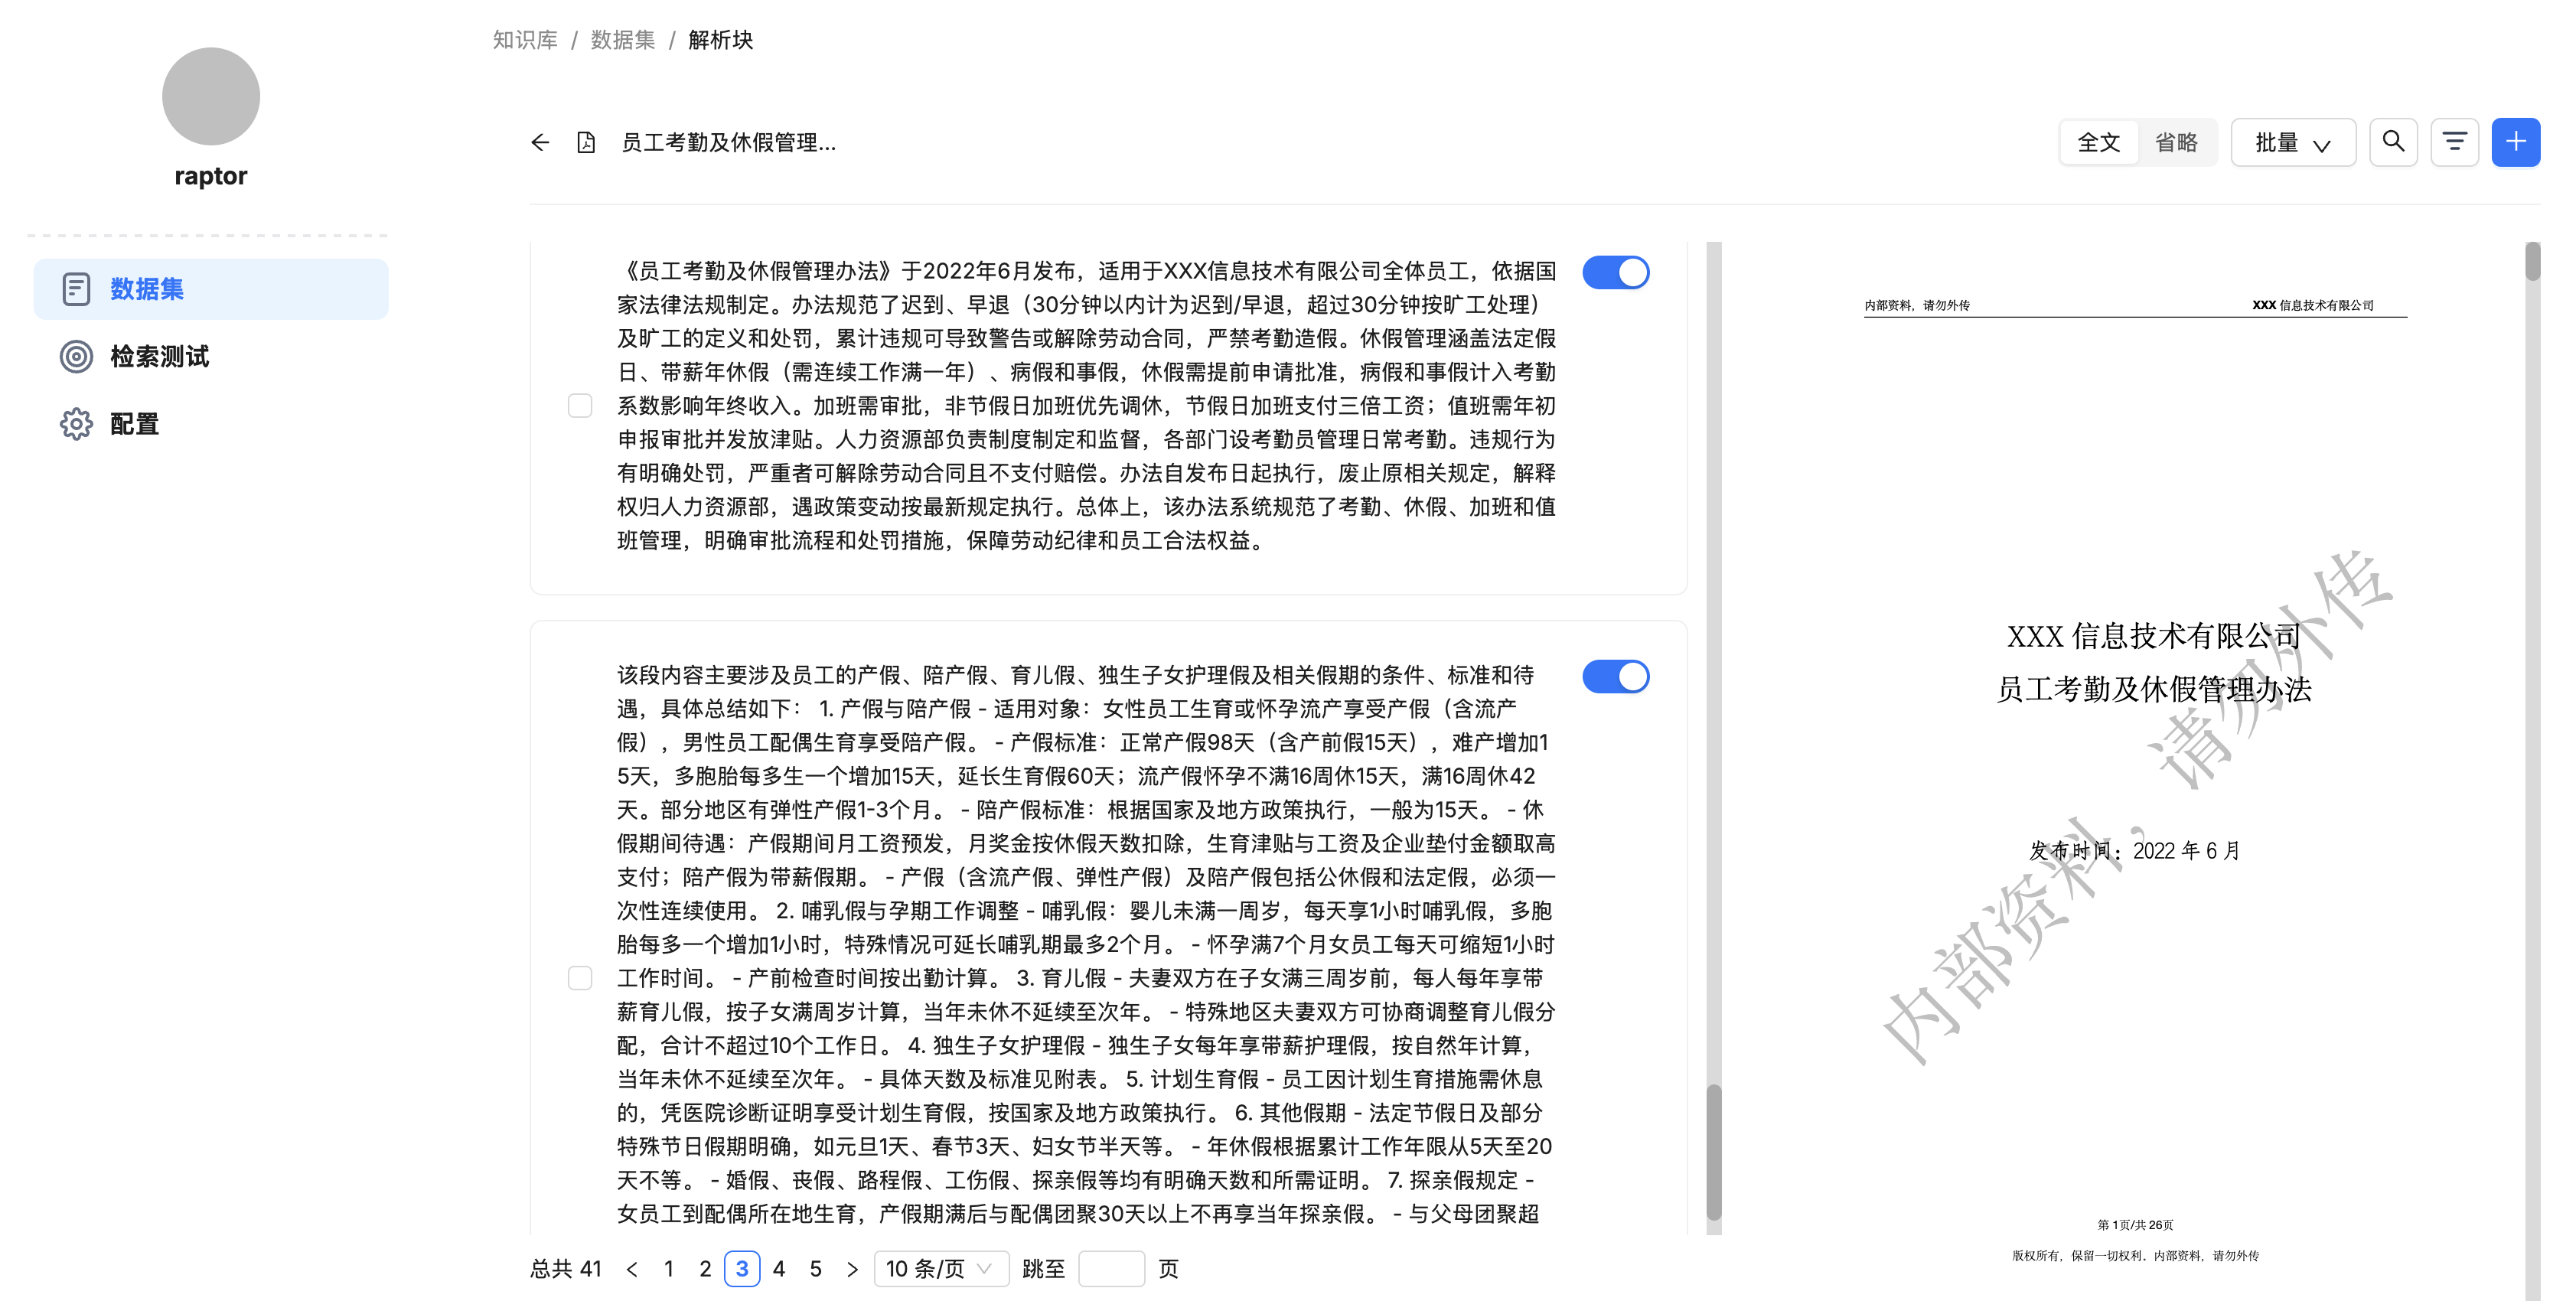 知识库 / 数据集 / 解析块
raptor
数据集
检索测试
配置
员工考勤及休假管理...
全文
省略
批量
《员工考勤及休假管理办法》于2022年6月发布，适用于XXX信息技术有限公司全体员工，依据国
家法律法规制定。办法规范了迟到、早退（30分钟以内计为迟到/早退，超过30分钟按旷工处理）
及旷工的定义和处罚，累计违规可导致警告或解除劳动合同，严禁考勤造假。休假管理涵盖法定假
日、带薪年休假（需连续工作满一年）、病假和事假，休假需提前申请批准，病假和事假计入考勤
系数影响年终收入。加班需审批，非节假日加班优先调休，节假日加班支付三倍工资；值班需年初
申报审批并发放津贴。人力资源部负责制度制定和监督，各部门设考勤员管理日常考勤。违规行为
有明确处罚，严重者可解除劳动合同且不支付赔偿。办法自发布日起执行，废止原相关规定，解释
权归人力资源部，遇政策变动按最新规定执行。总体上，该办法系统规范了考勤、休假、加班和值
班管理，明确审批流程和处罚措施，保障劳动纪律和员工合法权益。
该段内容主要涉及员工的产假、陪产假、育儿假、独生子女护理假及相关假期的条件、标准和待
遇，具体总结如下： 1. 产假与陪产假 - 适用对象：女性员工生育或怀孕流产享受产假（含流产
假），男性员工配偶生育享受陪产假。 - 产假标准：正常产假98天（含产前假15天），难产增加1
5天，多胞胎每多生一个增加15天，延长生育假60天；流产假怀孕不满16周休15天，满16周休42
天。部分地区有弹性产假1-3个月。 - 陪产假标准：根据国家及地方政策执行，一般为15天。 - 休
假期间待遇：产假期间月工资预发，月奖金按休假天数扣除，生育津贴与工资及企业垫付金额取高
支付；陪产假为带薪假期。 - 产假（含流产假、弹性产假）及陪产假包括公休假和法定假，必须一
次性连续使用。 2. 哺乳假与孕期工作调整 - 哺乳假：婴儿未满一周岁，每天享1小时哺乳假，多胞
胎每多一个增加1小时，特殊情况可延长哺乳期最多2个月。 - 怀孕满7个月女员工每天可缩短1小时
工作时间。 - 产前检查时间按出勤计算。 3. 育儿假 - 夫妻双方在子女满三周岁前，每人每年享带
薪育儿假，按子女满周岁计算，当年未休不延续至次年。 - 特殊地区夫妻双方可协商调整育儿假分
配，合计不超过10个工作日。 4. 独生子女护理假 - 独生子女每年享带薪护理假，按自然年计算，
当年未休不延续至次年。 - 具体天数及标准见附表。 5. 计划生育假 - 员工因计划生育措施需休息
的，凭医院诊断证明享受计划生育假，按国家及地方政策执行。 6. 其他假期 - 法定节假日及部分
特殊节日假期明确，如元旦1天、春节3天、妇女节半天等。 - 年休假根据累计工作年限从5天至20
天不等。 - 婚假、丧假、路程假、工伤假、探亲假等均有明确天数和所需证明。 7. 探亲假规定 -
女员工到配偶所在地生育，产假期满后与配偶团聚30天以上不再享当年探亲假。 - 与父母团聚超
总共 41 < 1 2 3 4 5 > 10 条/页 跳至 页
内部资料，请勿外传
XXX 信息技术有限公司
XXX 信息技术有限公司
员工考勤及休假管理办法
发布时间：2022 年 6 月
内部资料，请勿外传
第 1页/共 26页
版权所有，保留一切权利．内部资料，请勿外传